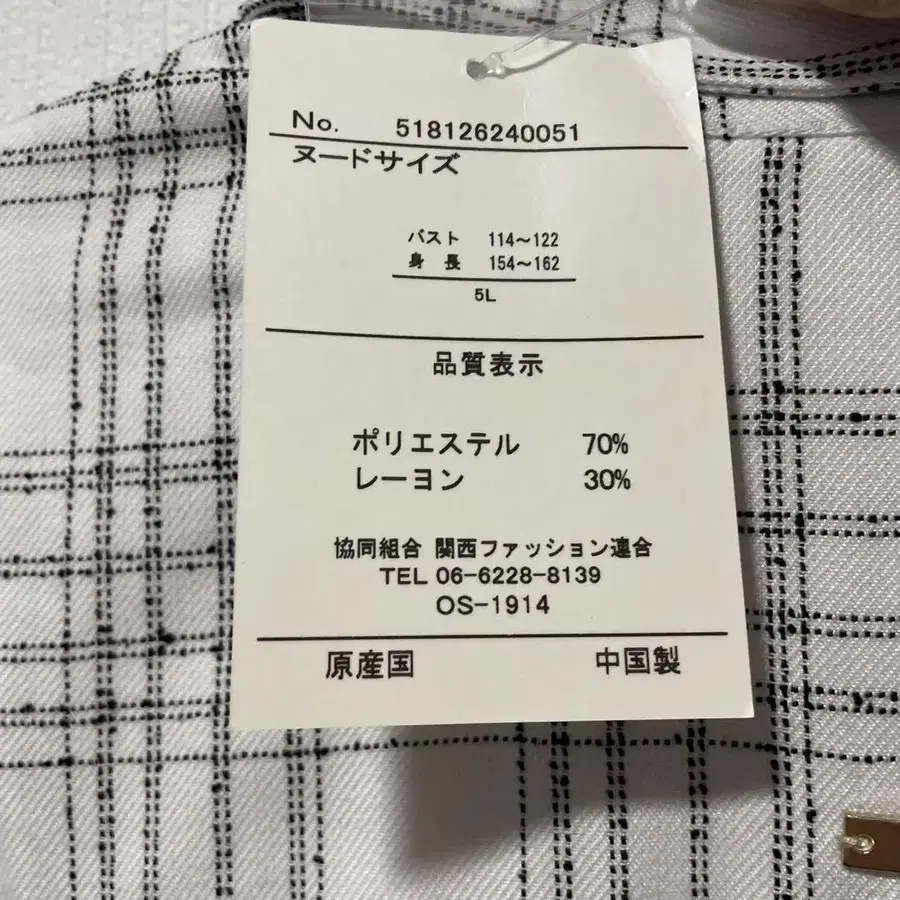 No. 518126240051
ヌードサイズ
バスト 114～122
身 長 154～162
5L
品質表示
ポリエステル 70%
レーヨン 30%
協同組合 関西ファッション連合
TEL 06-6228-8139
OS-1914
原産国 中国製